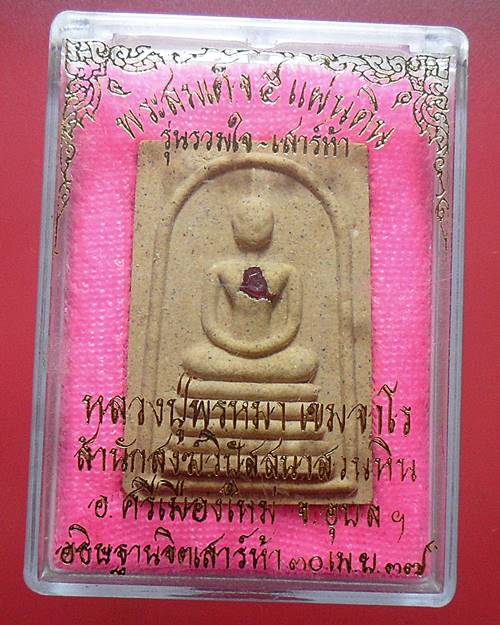 พระสมเด็จ ๕ แผ่นดิน
รุ่นรวมใจ-เสาร์ห้า
หลวงปู่พรหมา เขมจาโร
สำนักสงฆ์วิปัสสนาสวนหิน
อ.ศรีเมืองใหม่ จ.อุบลฯ
อธิษฐานจิตเสาร์ห้า ๓๐ เม.ย. ๓๗